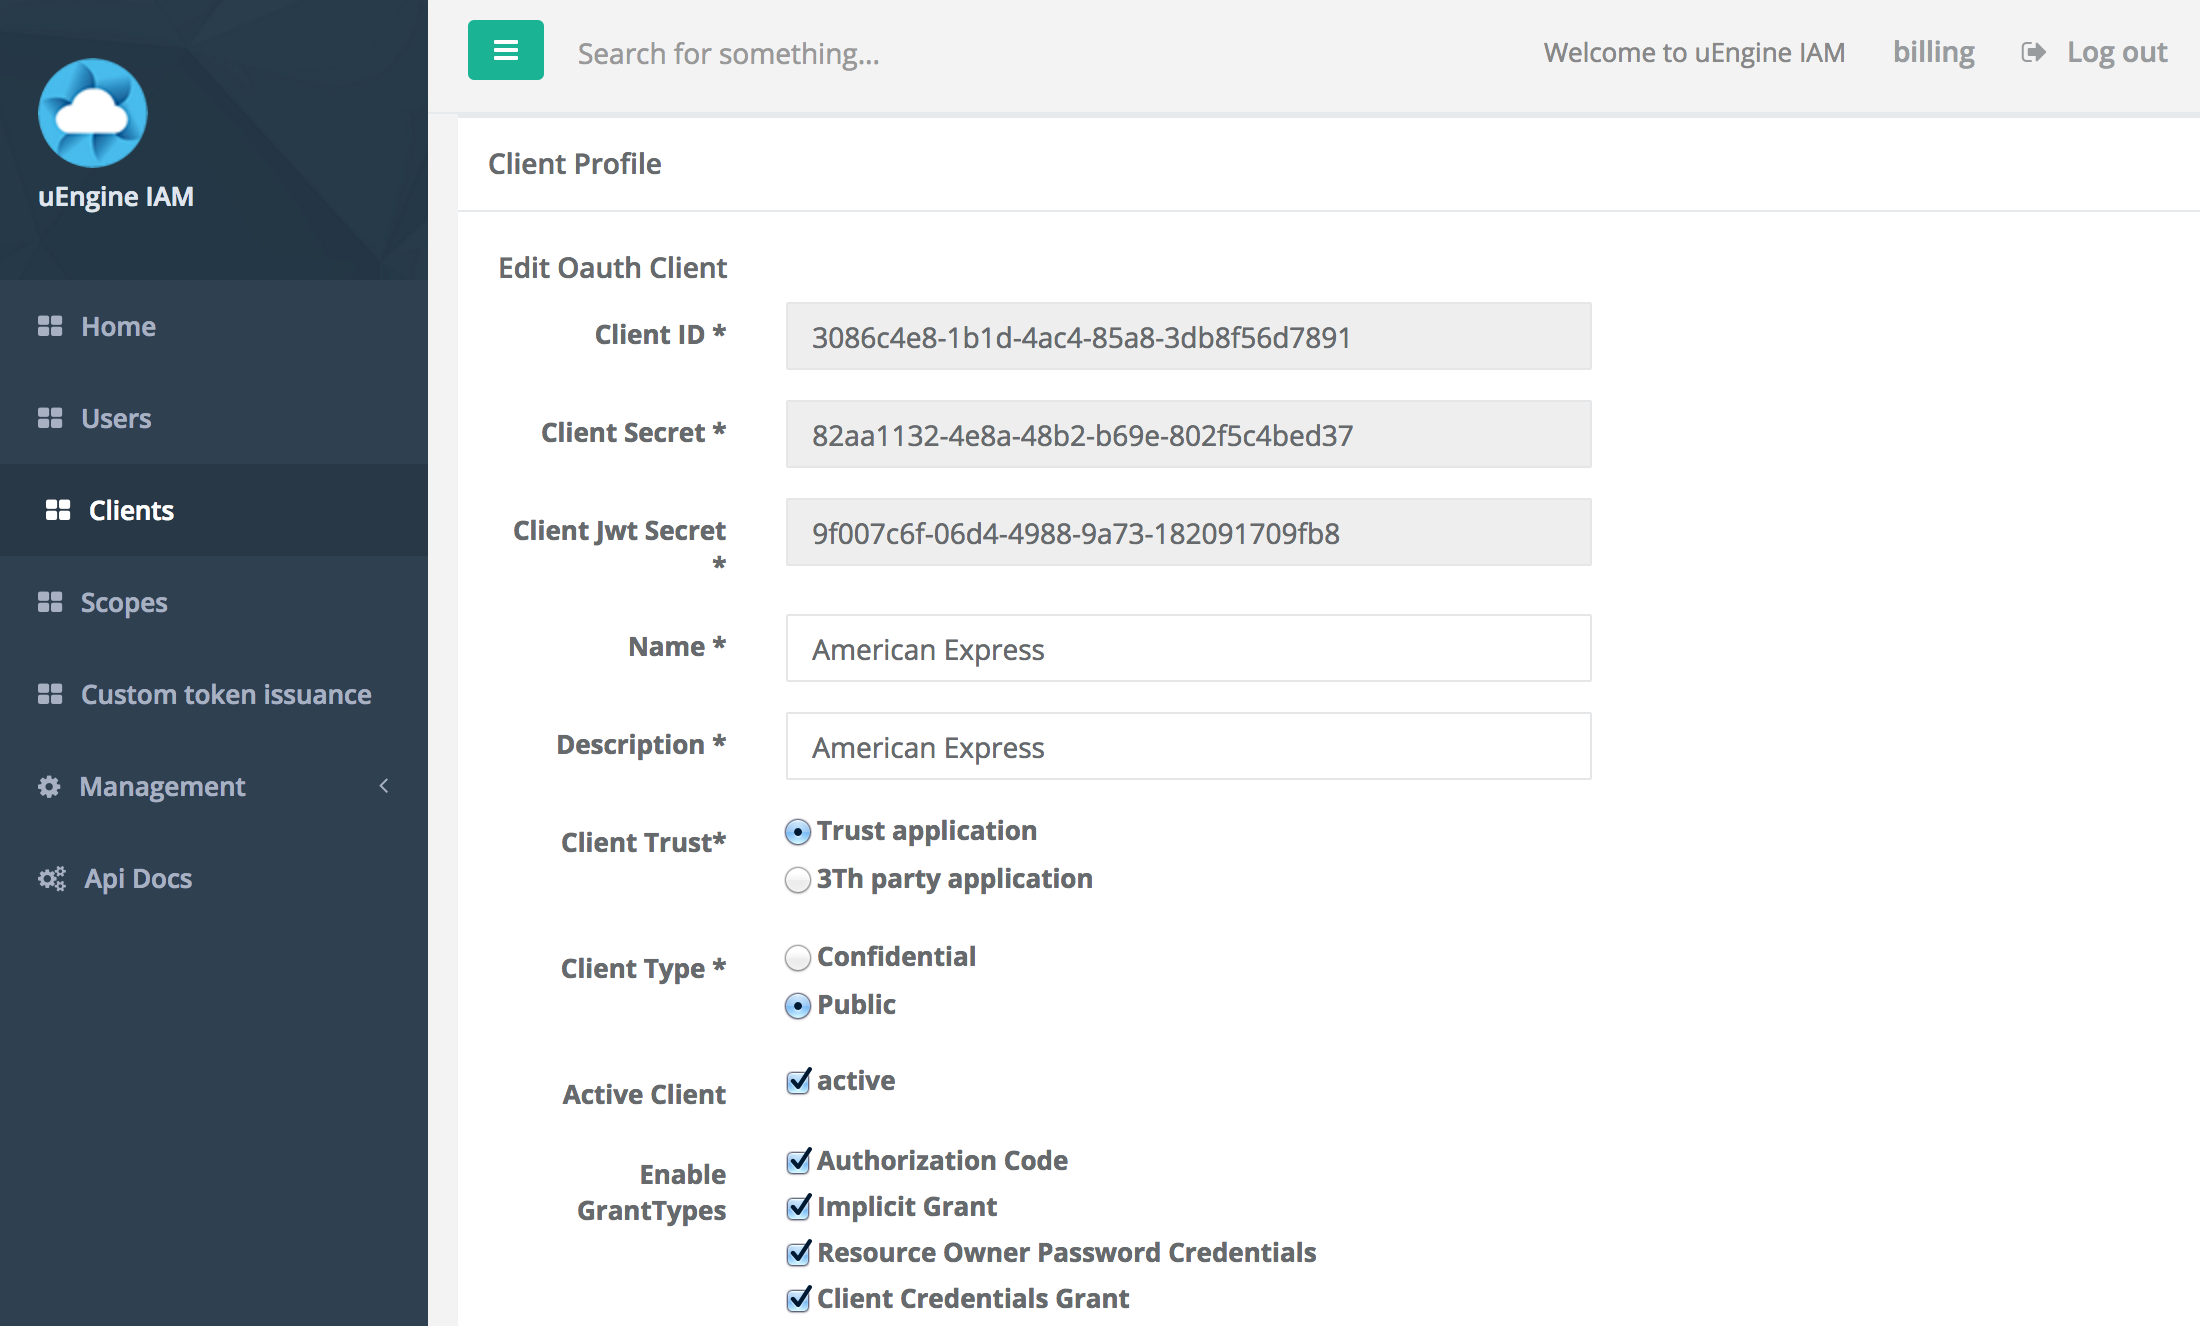 Search for something...
Welcome to uEngine IAM
billing
Log out
uEngine IAM
Home
Users
Clients
Scopes
Custom token issuance
Management
Api Docs
Client Profile
Edit Oauth Client
Client ID *
3086c4e8-1b1d-4ac4-85a8-3db8f56d7891
Client Secret *
82aa1132-4e8a-48b2-b69e-802f5c4bed37
Client Jwt Secret
*
9f007c6f-06d4-4988-9a73-182091709fb8
Name *
American Express
Description *
American Express
Client Trust*
Trust application
3Th party application
Client Type *
Confidential
Public
Active Client
active
Enable
GrantTypes
Authorization Code
Implicit Grant
Resource Owner Password Credentials
Client Credentials Grant